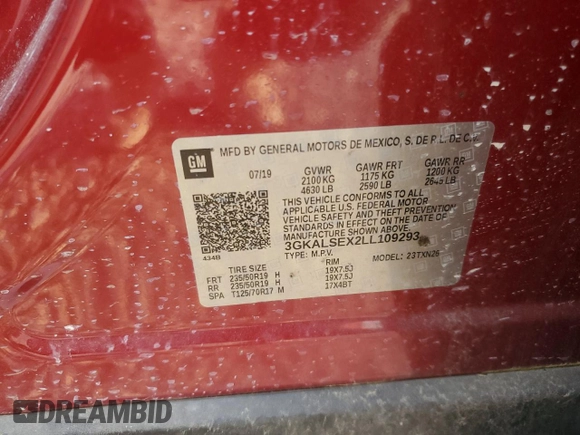 GM
MFD BY GENERAL MOTORS DE MEXICO, S. DE R.L. DE C.V.
07/19
GVWR
2100 KG
4630 LB
GAWR FRT
1175 KG
2590 LB
GAWR RR
1200 KG
2645 LB
THIS VEHICLE CONFORMS TO ALL
APPLICABLE U.S. FEDERAL MOTOR
VEHICLE SAFETY AND THEFT PREVENTION
STANDARDS IN EFFECT ON THE DATE OF
MANUFACTURE SHOWN ABOVE.
3GKALSEX2LL109293
434B
TYPE: M.P.V.
MODEL: 23TXN26
TIRE SIZE
RIM
FRT 235/50R19 H 19X7.5J
RR 235/50R19 H 19X7.5J
SPA T125/70R17 M 17X4BT
DREAMBID